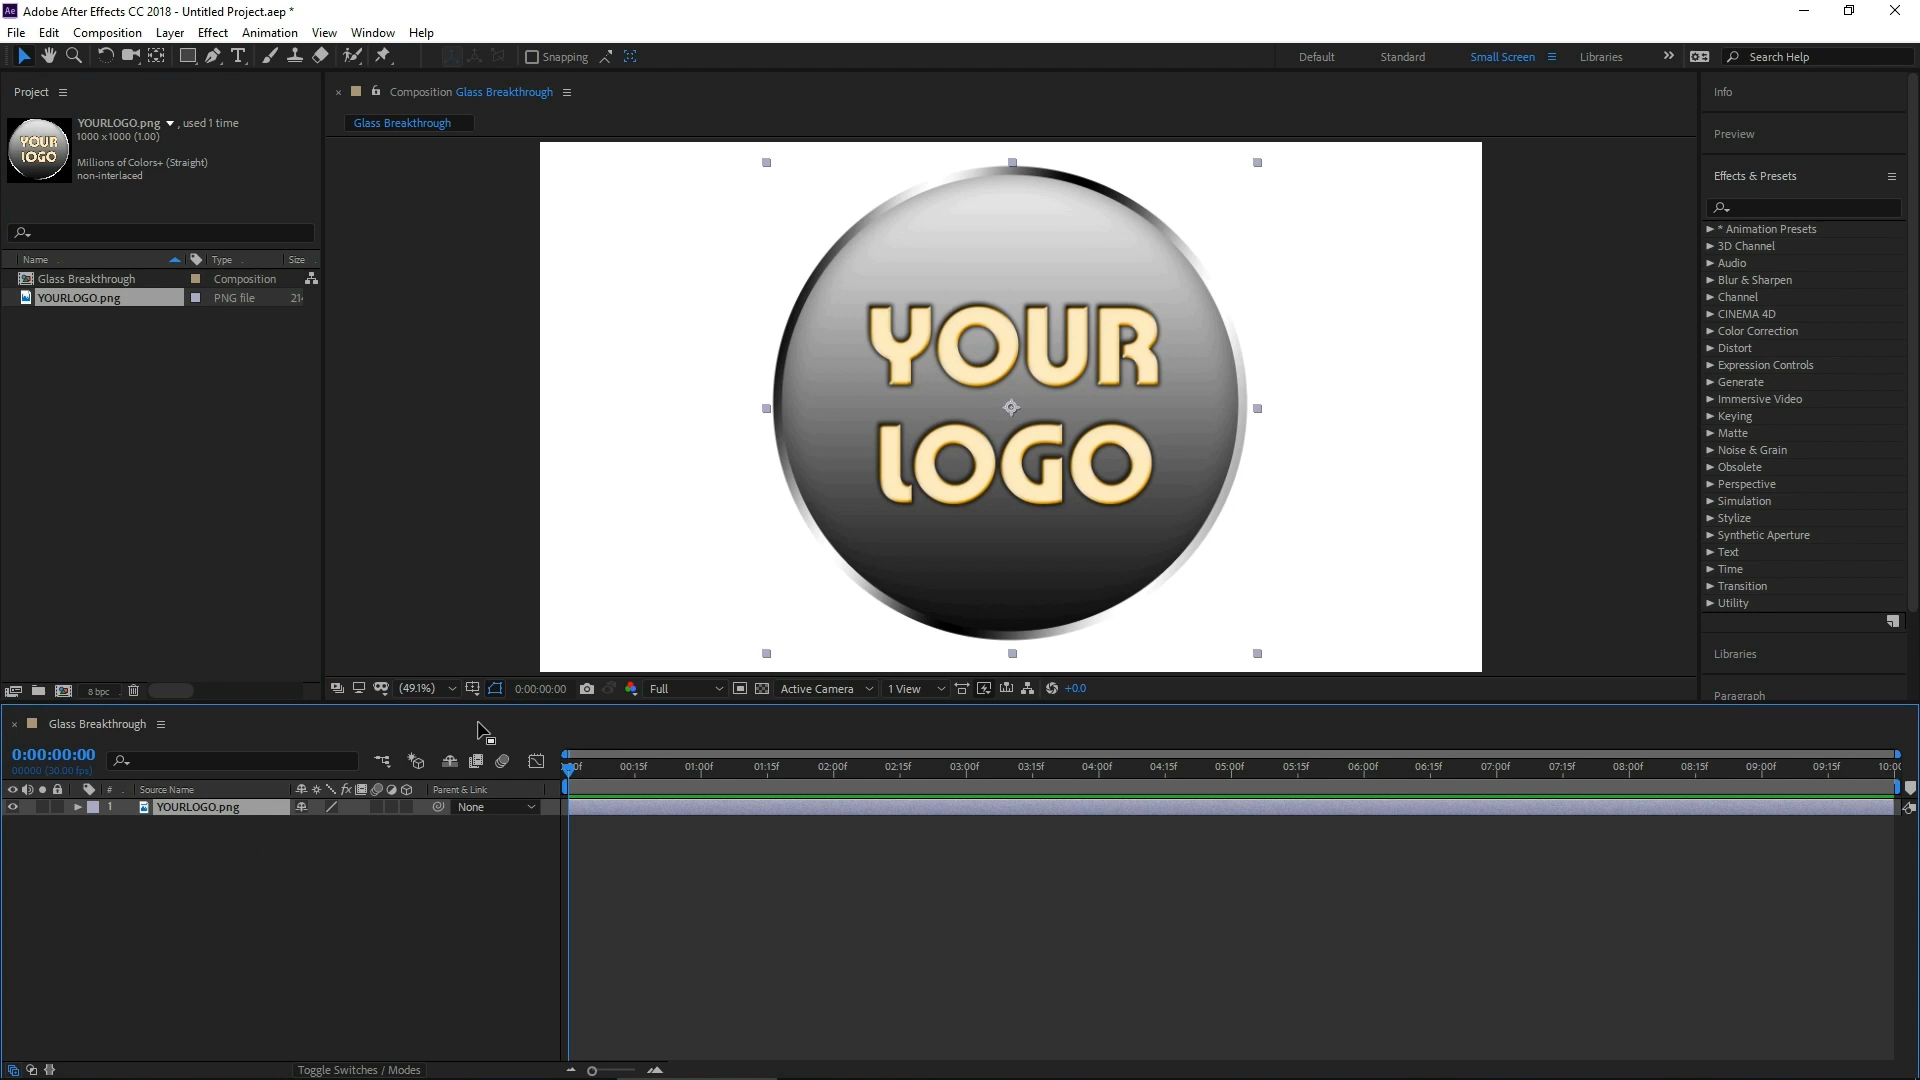 Adobe After Effects CC 2018 - Untitled Project.aep *
File Edit Composition Layer Effect Animation View Window Help
Snapping
Default Standard Small Screen Libraries
Search Help
Project
YOURLOGO.png , used 1 time
1000 x 1000 (1.00)
Millions of Colors+ (Straight)
non-interlaced
YOUR
LOGO
Name Type Size
Glass Breakthrough Composition
YOURLOGO.png PNG file 214
8 bpc
Composition Glass Breakthrough
Glass Breakthrough
YOUR
LOGO
(49.1%) 0:00:00:00 Full Active Camera 1 View +0.0
Info
Preview
Effects & Presets
* Animation Presets
3D Channel
Audio
Blur & Sharpen
Channel
CINEMA 4D
Color Correction
Distort
Expression Controls
Generate
Immersive Video
Keying
Matte
Noise & Grain
Obsolete
Perspective
Simulation
Stylize
Synthetic Aperture
Text
Time
Transition
Utility
Libraries
Paragraph
Glass Breakthrough
0:00:00:00
00000 (30.00 fps)
00f 00:15f 01:00f 01:15f 02:00f 02:15f 03:00f 03:15f 04:00f 04:15f 05:00f 05:15f 06:00f 06:15f 07:00f 07:15f 08:00f 08:15f 09:00f 09:15f 10:00
# Source Name fx Parent & Link
1 YOURLOGO.png None
Toggle Switches / Modes